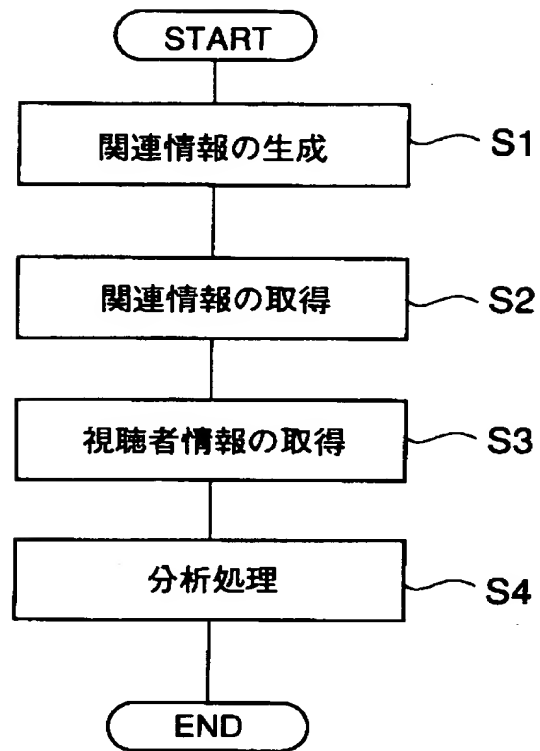 START
関連情報の生成
S1
関連情報の取得
S2
視聴者情報の取得
S3
分析処理
S4
END